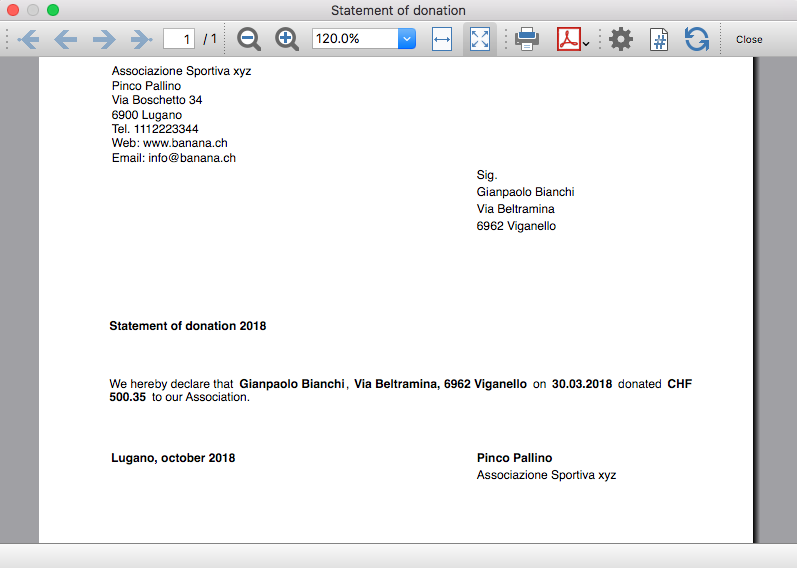 Statement of donation
1 / 1
120.0%
Close
Associazione Sportiva xyz
Pinco Pallino
Via Boschetto 34
6900 Lugano
Tel. 1112223344
Web: www.banana.ch
Email: info@banana.ch
Sig.
Gianpaolo Bianchi
Via Beltramina
6962 Viganello
Statement of donation 2018
We hereby declare that Gianpaolo Bianchi, Via Beltramina, 6962 Viganello on 30.03.2018 donated CHF
500.35 to our Association.
Lugano, october 2018
Pinco Pallino
Associazione Sportiva xyz